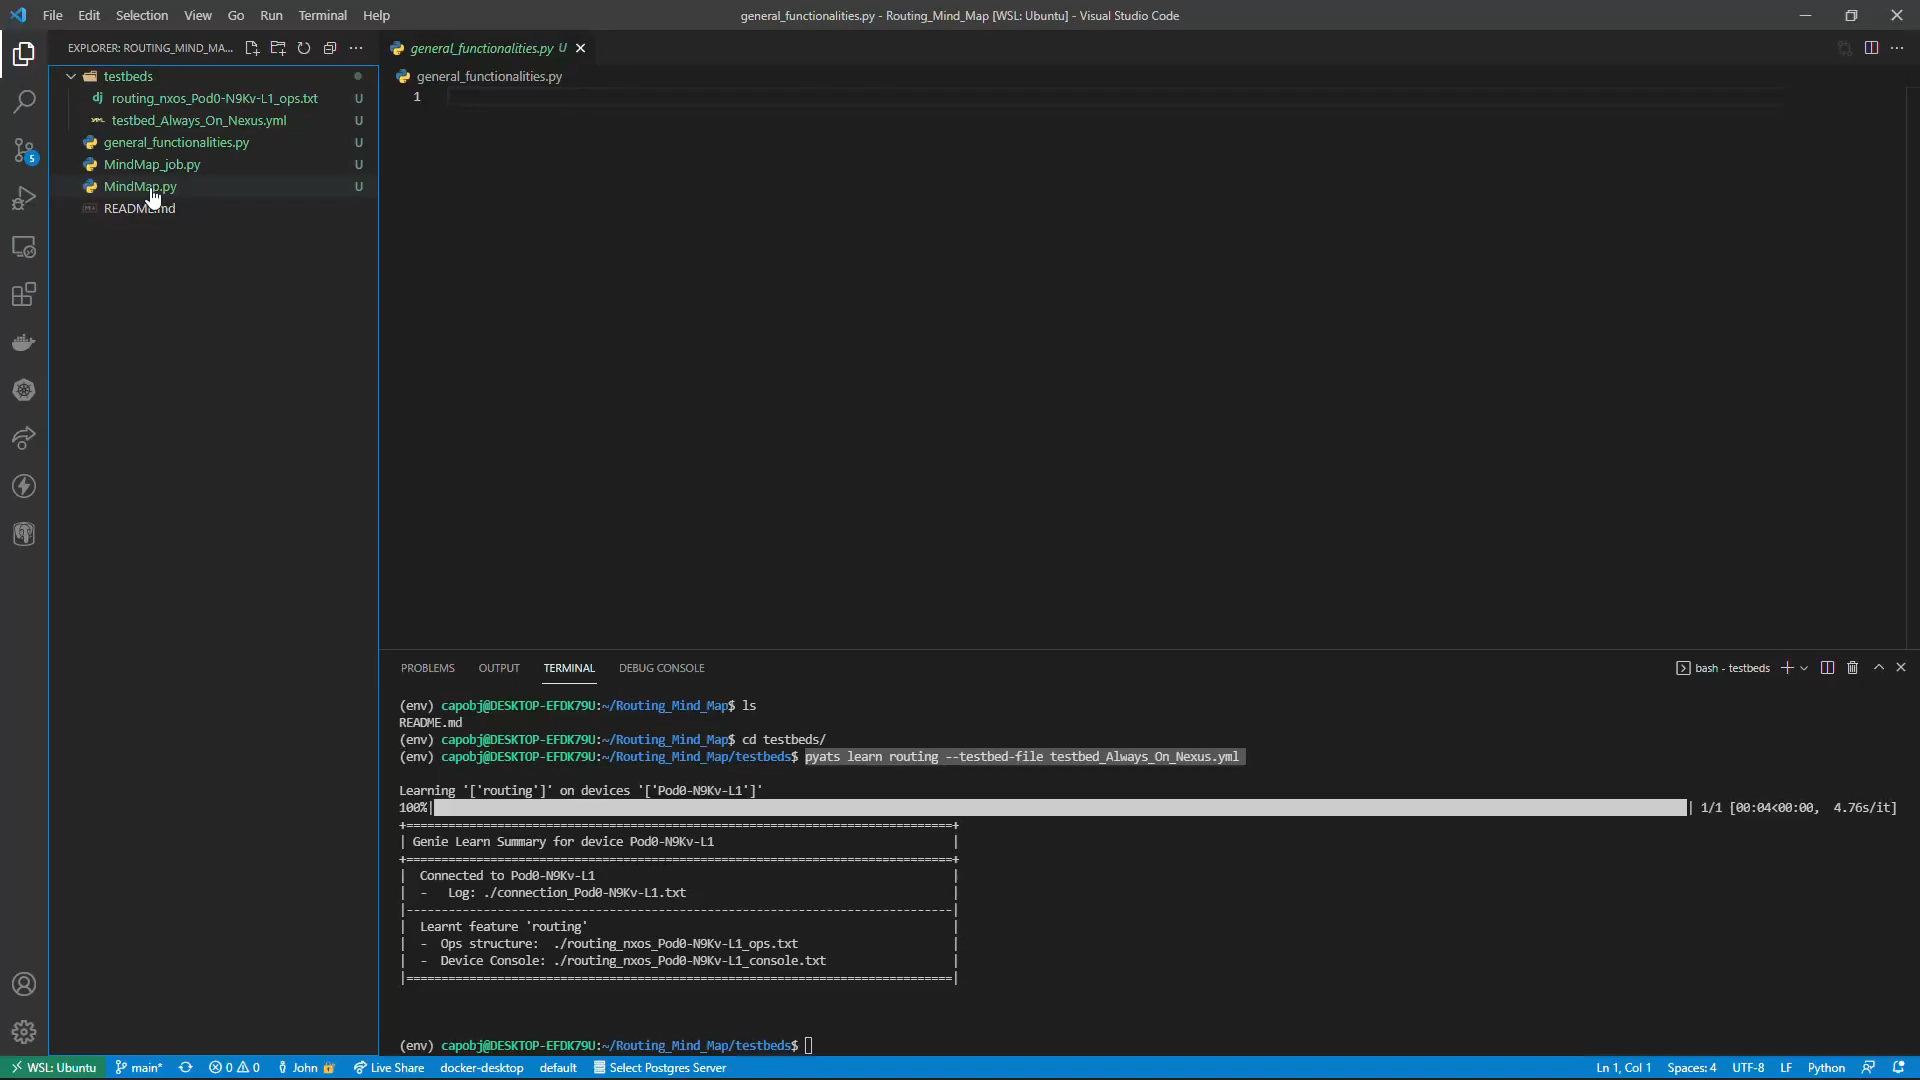 File Edit Selection View Go Run Terminal Help
general_functionalities.py - Routing_Mind_Map [WSL: Ubuntu] - Visual Studio Code
EXPLORER: ROUTING_MIND_MA...
general_functionalities.py U
testbeds
routing_nxos_Pod0-N9Kv-L1_ops.txt U
testbed_Always_On_Nexus.yml U
general_functionalities.py U
MindMap_job.py U
MindMap.py U
README.md
5
general_functionalities.py
1
PROBLEMS OUTPUT TERMINAL DEBUG CONSOLE
bash - testbeds
(env) capobj@DESKTOP-EFDK79U:~/Routing_Mind_Map$ ls
README.md
(env) capobj@DESKTOP-EFDK79U:~/Routing_Mind_Map$ cd testbeds/
(env) capobj@DESKTOP-EFDK79U:~/Routing_Mind_Map/testbeds$ pyats learn routing --testbed-file testbed_Always_On_Nexus.yml
Learning '['routing']' on devices '['Pod0-N9Kv-L1']'
100%| | 1/1 [00:04<00:00, 4.76s/it]
+==============================================================================+
| Genie Learn Summary for device Pod0-N9Kv-L1 |
+==============================================================================+
| Connected to Pod0-N9Kv-L1 |
| - Log: ./connection_Pod0-N9Kv-L1.txt |
|------------------------------------------------------------------------------|
| Learnt feature 'routing' |
| - Ops structure: ./routing_nxos_Pod0-N9Kv-L1_ops.txt |
| - Device Console: ./routing_nxos_Pod0-N9Kv-L1_console.txt |
|==============================================================================|
(env) capobj@DESKTOP-EFDK79U:~/Routing_Mind_Map/testbeds$
WSL: Ubuntu main* 0 0 John Live Share docker-desktop default Select Postgres Server Ln 1, Col 1 Spaces: 4 UTF-8 LF Python